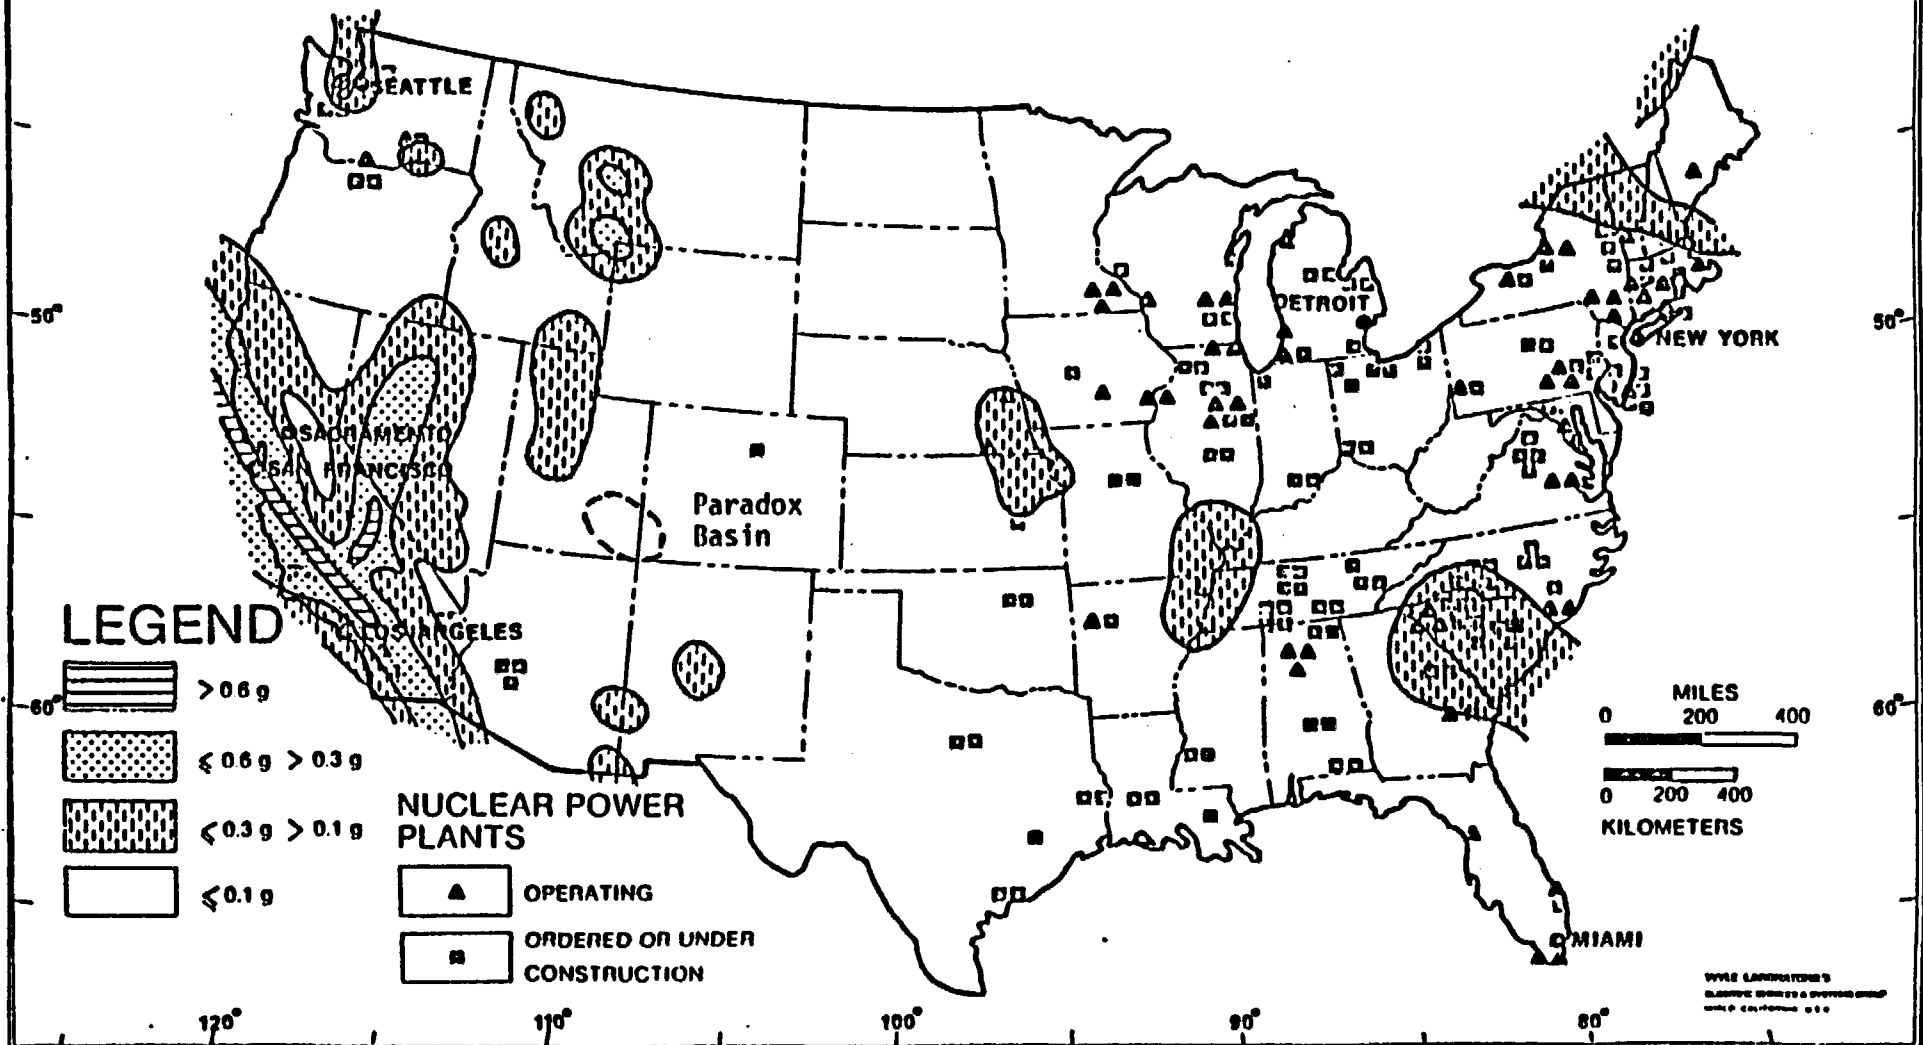 SEATTLE
50°
DETROIT
50°
NEW YORK
SACRAMENTO
SAN FRANCISCO
Paradox
Basin
LEGEND
LOS ANGELES
> 0.6 g
⩽ 0.6 g > 0.3 g
⩽ 0.3 g > 0.1 g
⩽ 0.1 g
60°
60°
MILES
0 200 400
0 200 400
KILOMETERS
NUCLEAR POWER
PLANTS
OPERATING
ORDERED OR UNDER
CONSTRUCTION
MIAMI
WYLE LABORATORIES
120° 110° 100° 90° 80°